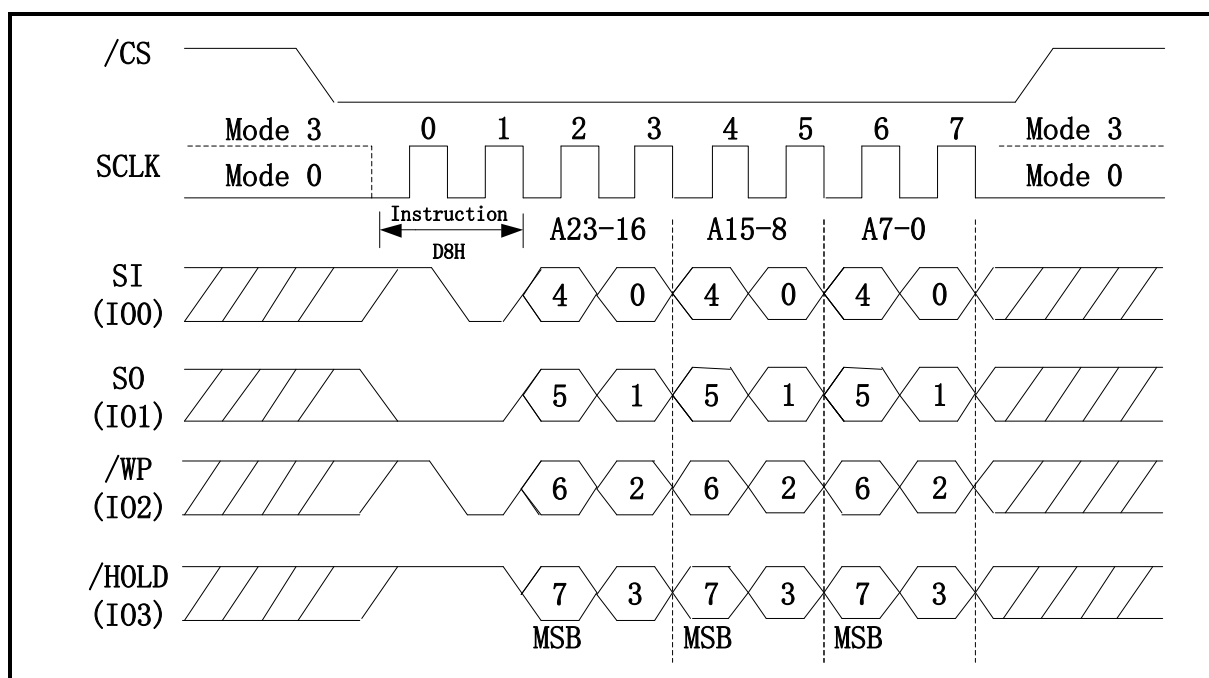 /CS
Mode 3 0 1 2 3 4 5 6 7 Mode 3
SCLK
Mode 0 Mode 0
Instruction
A23-16 A15-8 A7-0
D8H
SI
(IO0)
4 0 4 0 4 0
SO
(IO1)
5 1 5 1 5 1
/WP
(IO2)
6 2 6 2 6 2
/HOLD
(IO3)
7 3 7 3 7 3
MSB MSB MSB